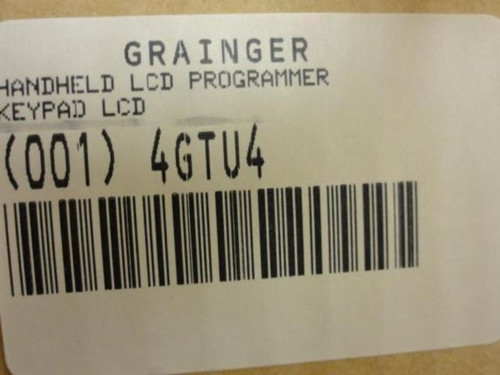 GRAINGER
HANDHELD LCD PROGRAMMER
KEYPAD LCD
(001) 4GTU4